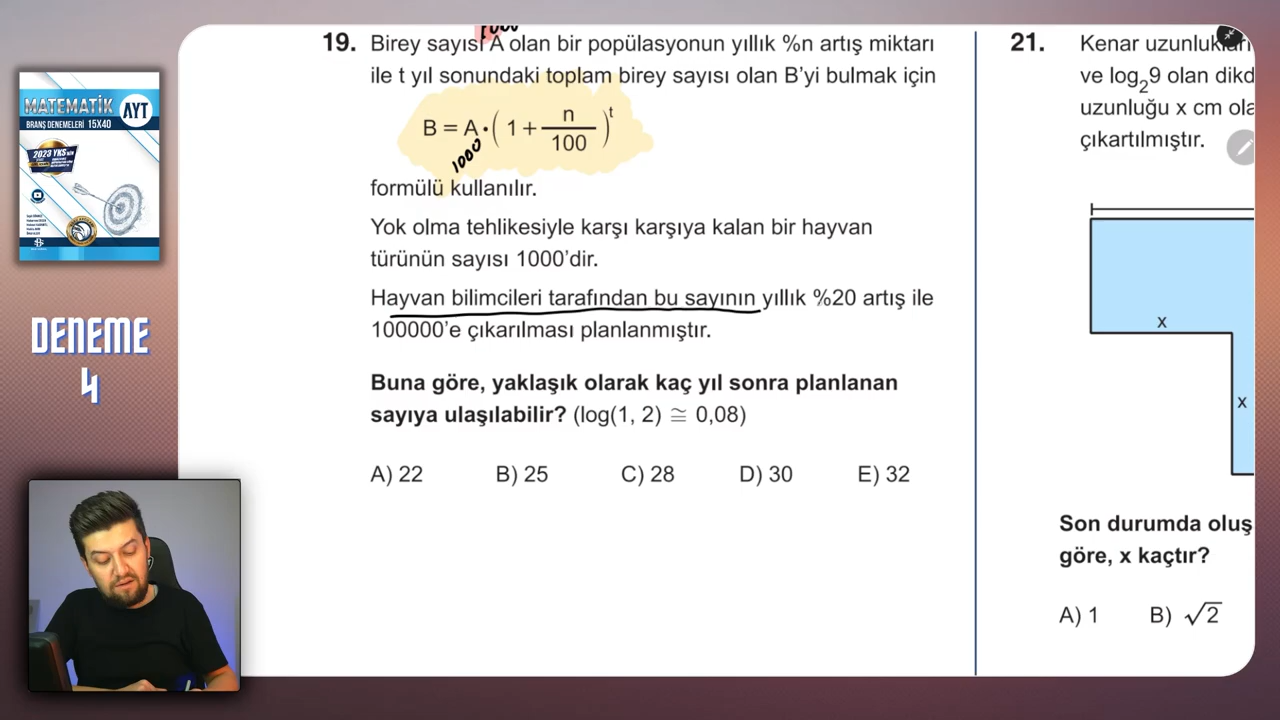 MATEMATİK
AYT
BRANŞ DENEMELERİ 15X40
2023 YKS'NİN
DENEME
4
1000
19. Birey sayısı A olan bir popülasyonun yıllık %n artış miktarı
ile t yıl sonundaki toplam birey sayısı olan B'yi bulmak için
B = A·(1 + n/100)^t
1000
formülü kullanılır.
Yok olma tehlikesiyle karşı karşıya kalan bir hayvan
türünün sayısı 1000'dir.
Hayvan bilimcileri tarafından bu sayının yıllık %20 artış ile
100000'e çıkarılması planlanmıştır.
Buna göre, yaklaşık olarak kaç yıl sonra planlanan
sayıya ulaşılabilir? (log(1, 2) ≅ 0,08)
A) 22 B) 25 C) 28 D) 30 E) 32
21. Kenar uzunlukları
ve log₂9 olan dikd
uzunluğu x cm ola
çıkartılmıştır.
x
x
Son durumda oluş
göre, x kaçtır?
A) 1 B) √2